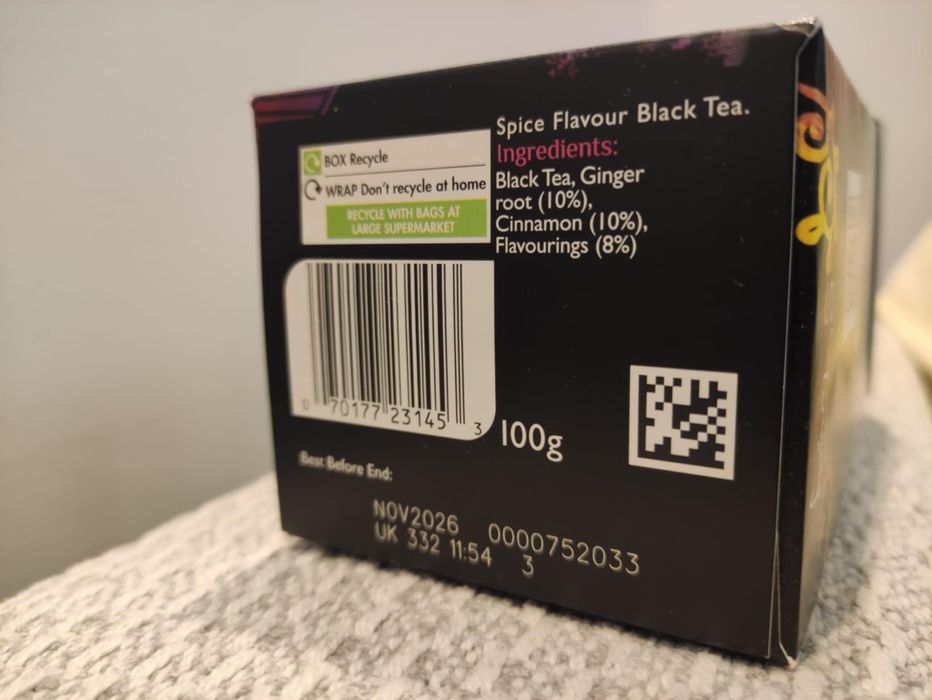 BOX Recycle
WRAP Don't recycle at home
RECYCLE WITH BAGS AT
LARGE SUPERMARKET
Spice Flavour Black Tea.
Ingredients:
Black Tea, Ginger
root (10%),
Cinnamon (10%),
Flavourings (8%)
0 70177 23145 3
100g
Best Before End:
NOV2026 0000752033
UK 332 11:54 3